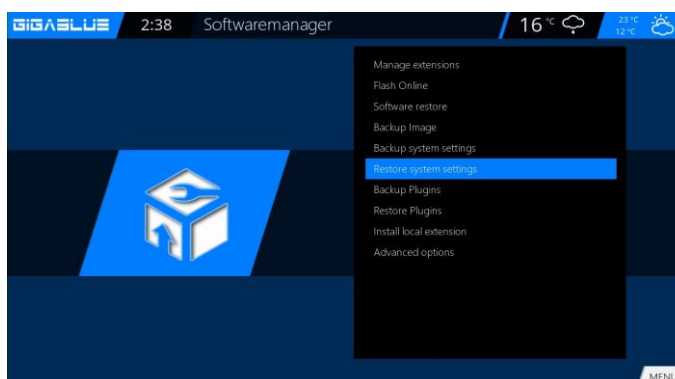 GIGABLUE 2:38 Softwaremanager 16 °C 23 °C
12 °C
Manage extensions
Flash Online
Software restore
Backup Image
Backup system settings
Restore system settings
Backup Plugins
Restore Plugins
Install local extension
Advanced options
MENU